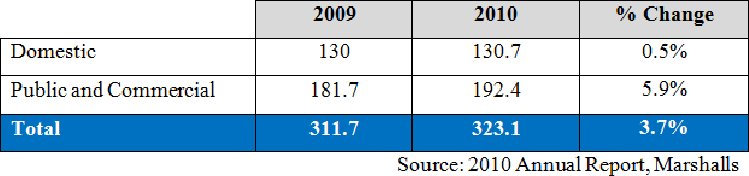 2009 2010 % Change
Domestic 130 130.7 0.5%
Public and Commercial 181.7 192.4 5.9%
Total 311.7 323.1 3.7%
Source: 2010 Annual Report, Marshalls